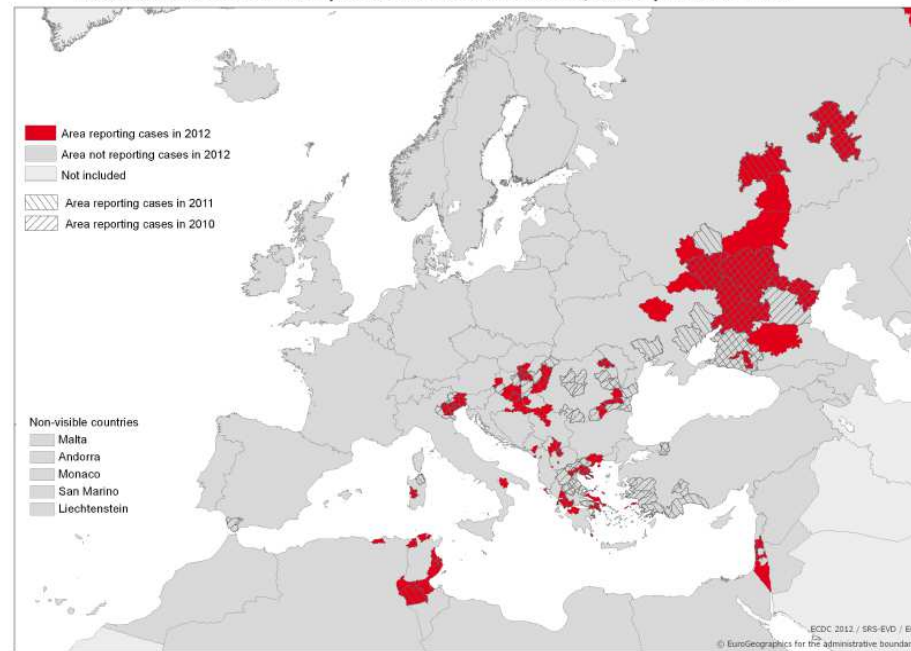 Area reporting cases in 2012
Area not reporting cases in 2012
Not included
Area reporting cases in 2011
Area reporting cases in 2010
Non-visible countries
Malta
Andorra
Monaco
San Marino
Liechtenstein
ECDC 2012 / SRS-EVD /
© EuroGeographics for the administrative